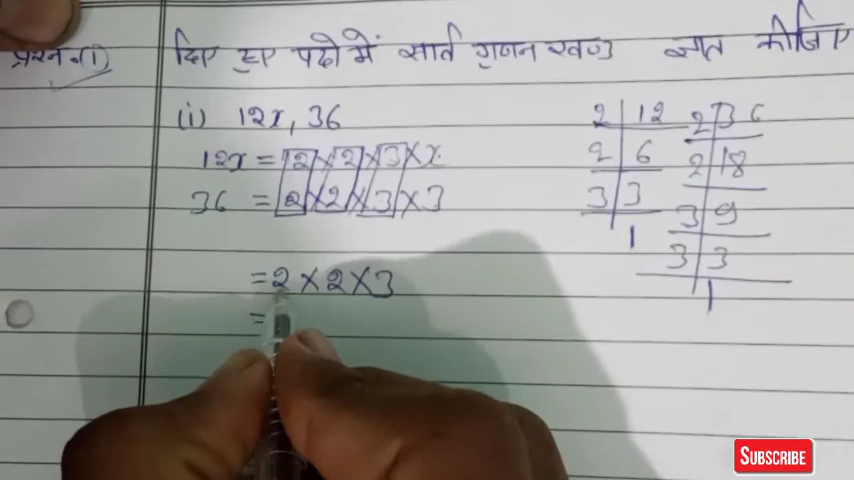 प्रश्न.(1) दिए हुए पदो में सार्व गुणनखण्ड ज्ञात कीजिए
(i) 12x, 36
12x = 2×2×3×x
36 = 2×2×3×3
= 2×2×3
=
2 | 12
2 | 6
3 | 3
1
2 | 36
2 | 18
3 | 9
3 | 3
1
SUBSCRIBE